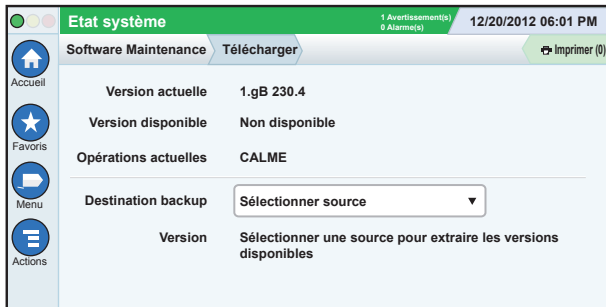 Etat système
1 Avertissement(s)
0 Alarme(s)
12/20/2012 06:01 PM
Software Maintenance
Télécharger
Imprimer (0)
Accueil
Favoris
Menu
Actions
Version actuelle 1.gB 230.4
Version disponible Non disponible
Opérations actuelles CALME
Destination backup Sélectionner source
Version Sélectionner une source pour extraire les versions
disponibles